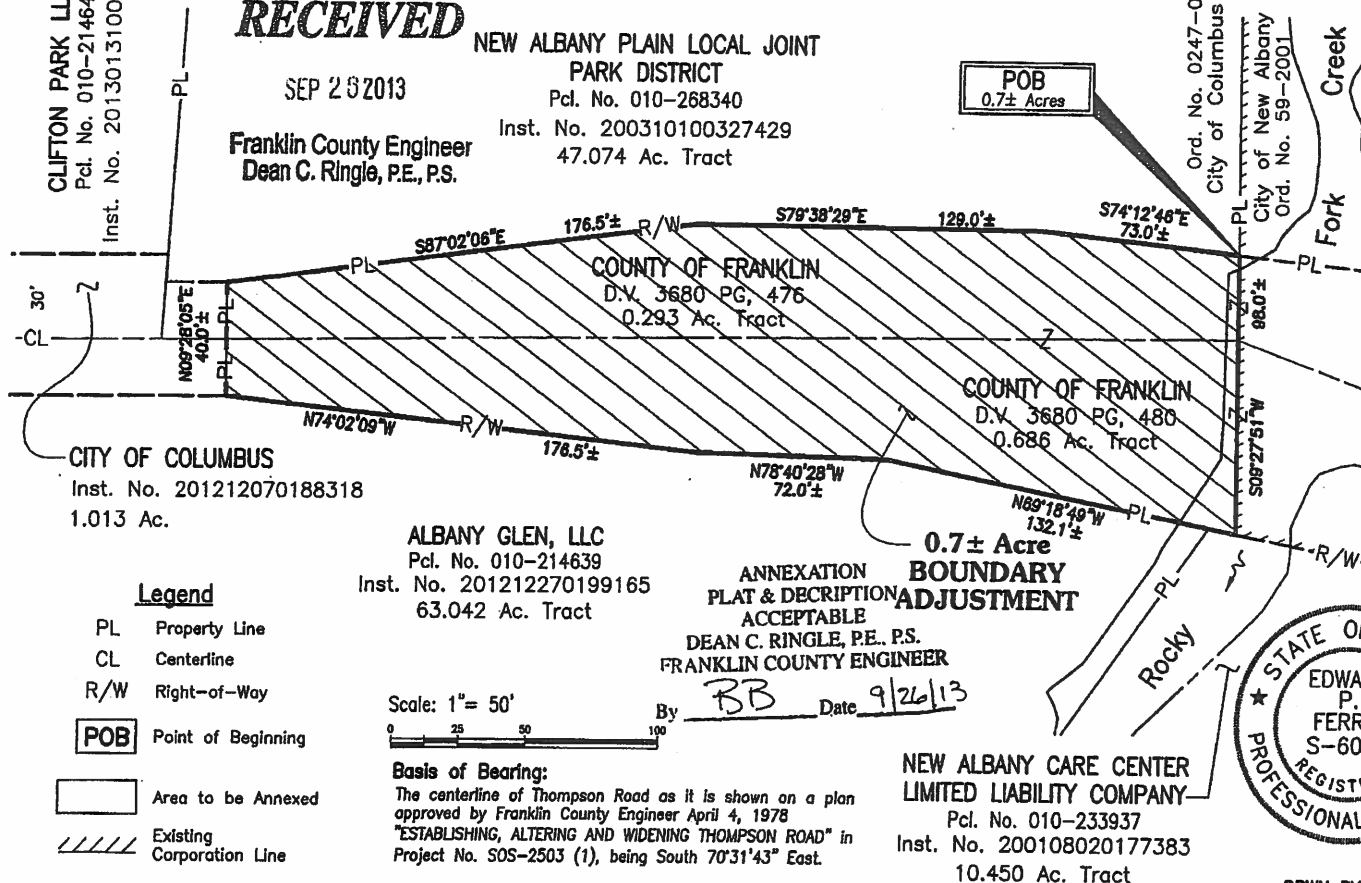 CLIFTON PARK LL
Pcl. No. 010-21464
Inst. No. 2013013100
RECEIVED
SEP 26 2013
Franklin County Engineer
Dean C. Ringle, P.E., P.S.
NEW ALBANY PLAIN LOCAL JOINT
PARK DISTRICT
Pcl. No. 010-268340
Inst. No. 200310100327429
47.074 Ac. Tract
POB
0.7± Acres
Ord. No. 0247-0
City of Columbus
City of New Albany
Ord. No. 59-2001
Creek
Fork
PL
PL
S87°02'06"E
176.5'±
R/W
S79°38'29"E
129.0'±
S74°12'46"E
73.0'±
PL
PL
COUNTY OF FRANKLIN
D.V. 3680 PG, 476
0.293 Ac. Tract
30'
CL
N09°28'05"E
40.0'±
PL
PL
98.0'±
S09°27'51"W
COUNTY OF FRANKLIN
D.V. 3680 PG, 480
0.686 Ac. Tract
N74°02'09"W
R/W
176.5'±
N78°40'28"W
72.0'±
N69°18'49"W
132.1'±
PL
R/W
CITY OF COLUMBUS
Inst. No. 201212070188318
1.013 Ac.
ALBANY GLEN, LLC
Pcl. No. 010-214639
Inst. No. 201212270199165
63.042 Ac. Tract
0.7± Acre
BOUNDARY
ADJUSTMENT
ANNEXATION
PLAT & DECRIPTION
ACCEPTABLE
DEAN C. RINGLE, P.E.. P.S.
FRANKLIN COUNTY ENGINEER
By BB Date 9/26/13
PL
Rocky
Legend
PL Property Line
CL Centerline
R/W Right-of-Way
POB Point of Beginning
Area to be Annexed
Existing
Corporation Line
Scale: 1"= 50'
0 25 50 100
Basis of Bearing:
The centerline of Thompson Road as it is shown on a plan
approved by Franklin County Engineer April 4, 1978
"ESTABLISHING, ALTERING AND WIDENING THOMPSON ROAD" in
Project No. SOS-2503 (1), being South 70°31'43" East.
NEW ALBANY CARE CENTER
LIMITED LIABILITY COMPANY
Pcl. No. 010-233937
Inst. No. 200108020177383
10.450 Ac. Tract
STATE O
EDWA
P.
FERR
S-60
REGIST
PROFESSIONAL